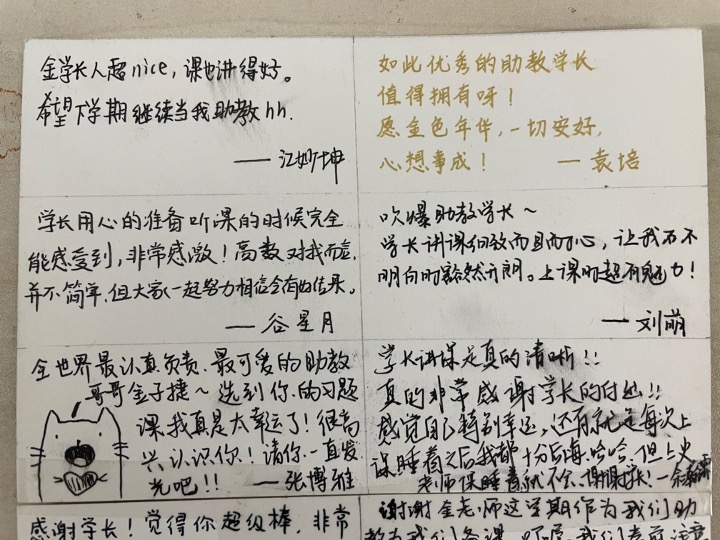 金学长人超nice，课也讲得好。
希望下学期继续当我助教hh.
——江妙坤
如此优秀的助教学长
值得拥有呀！
愿金色年华，一切安好，
心想事成！ ——袁培
学长用心的准备听课的时候完全
能感受到，非常感激！高数对我而言，
并不简单，但大家一起努力相信会有好结果。
——谷星月
吹爆助教学长～
学长讲课细致而且耐心，让我不
明白的豁然开朗。上课时超有魅力！
——刘萌
全世界最认真负责、最可爱的助教
哥哥金子捷～选到你的习题
课我真是太幸运了！很高
兴认识你！请你一直发
光吧！！ ——张博雅
学长讲课是真的清晰！！
真的非常感谢学长的付出！！
感觉自己特别幸运，还有就是每次上
课睡着之后我都十分后悔哈哈，但上
老师课睡着就不会，谢谢
感谢学长！觉得你超级棒，非常
谢谢金老师这学期作为我们助
教为我们备课